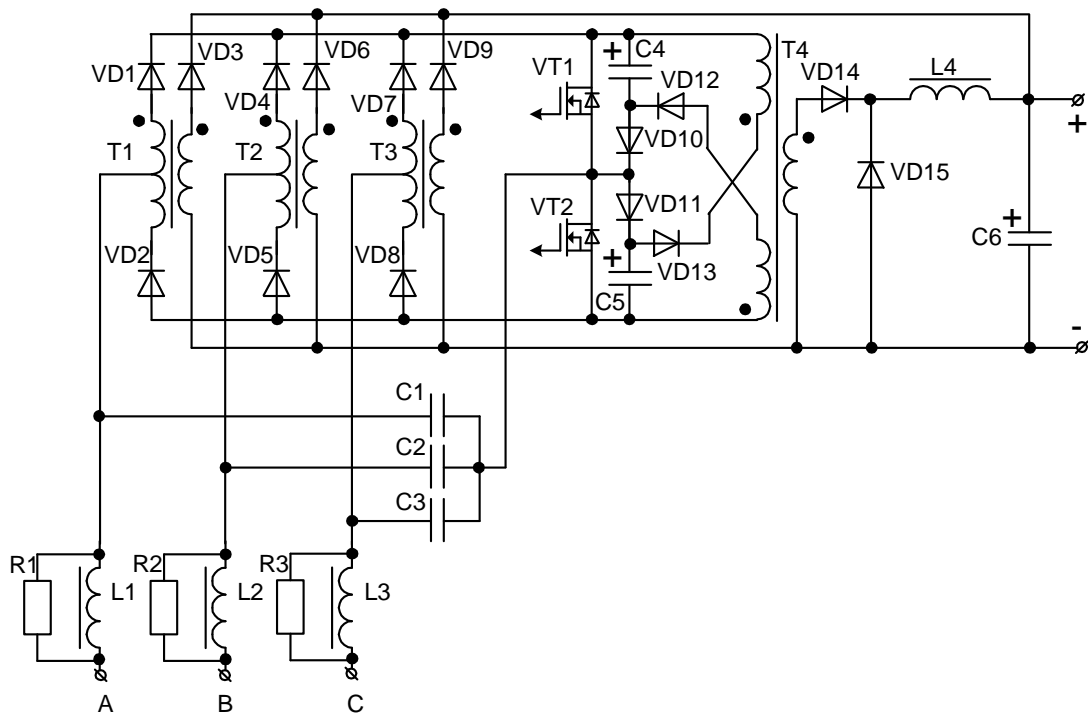 VD3 VD6 VD9 C4 T4
VD1 VT1 VD12 VD14 L4
VD4 VD7
+
T1 T2 T3 VD10
VD11 VD15
VT2
VD2 VD5 VD8 VD13
+ C6 +
C5
-
C1
C2
C3
R1 R2 R3
L1 L2 L3
A B C